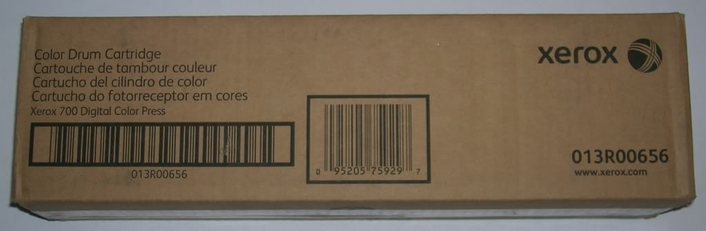 Color Drum Cartridge
Cartouche de tambour couleur
Cartucho del cilindro de color
Cartucho do fotorreceptor em cores
Xerox 700 Digital Color Press
013R00656
0 95205 75929 7
xerox
013R00656
www.xerox.com